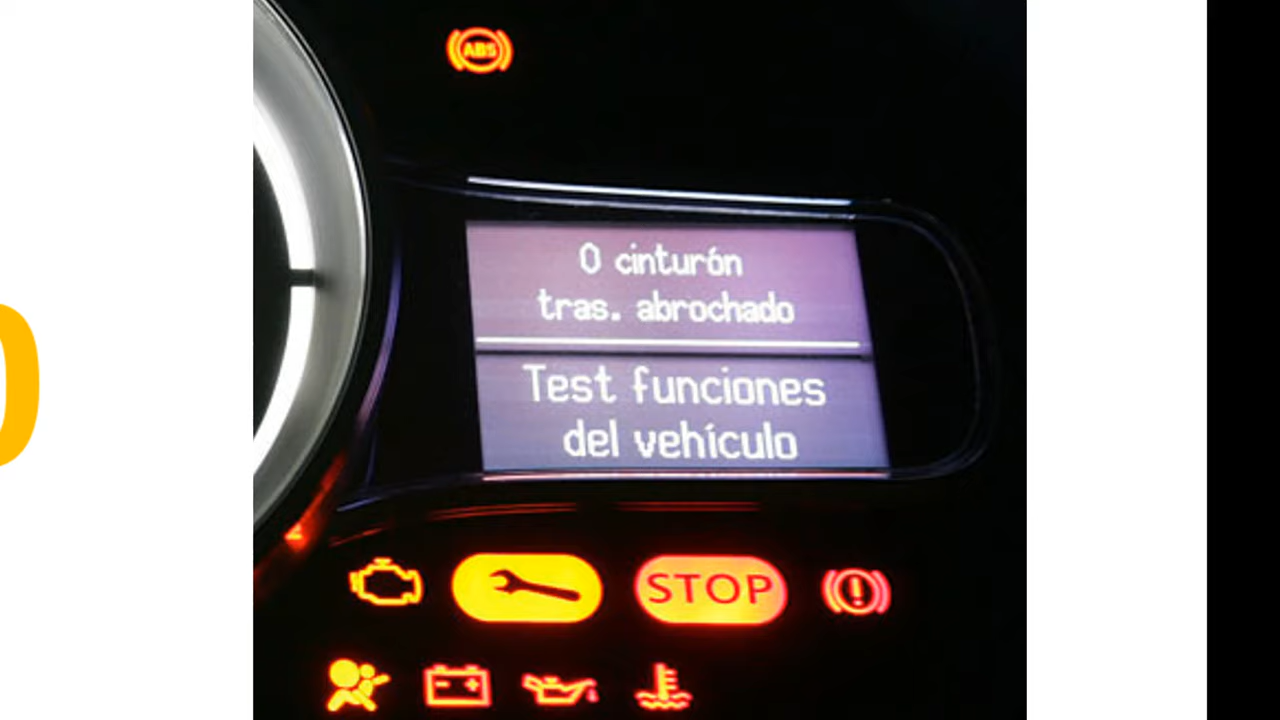 ABS
0 cinturón
tras. abrochado
Test funciones
del vehículo
STOP